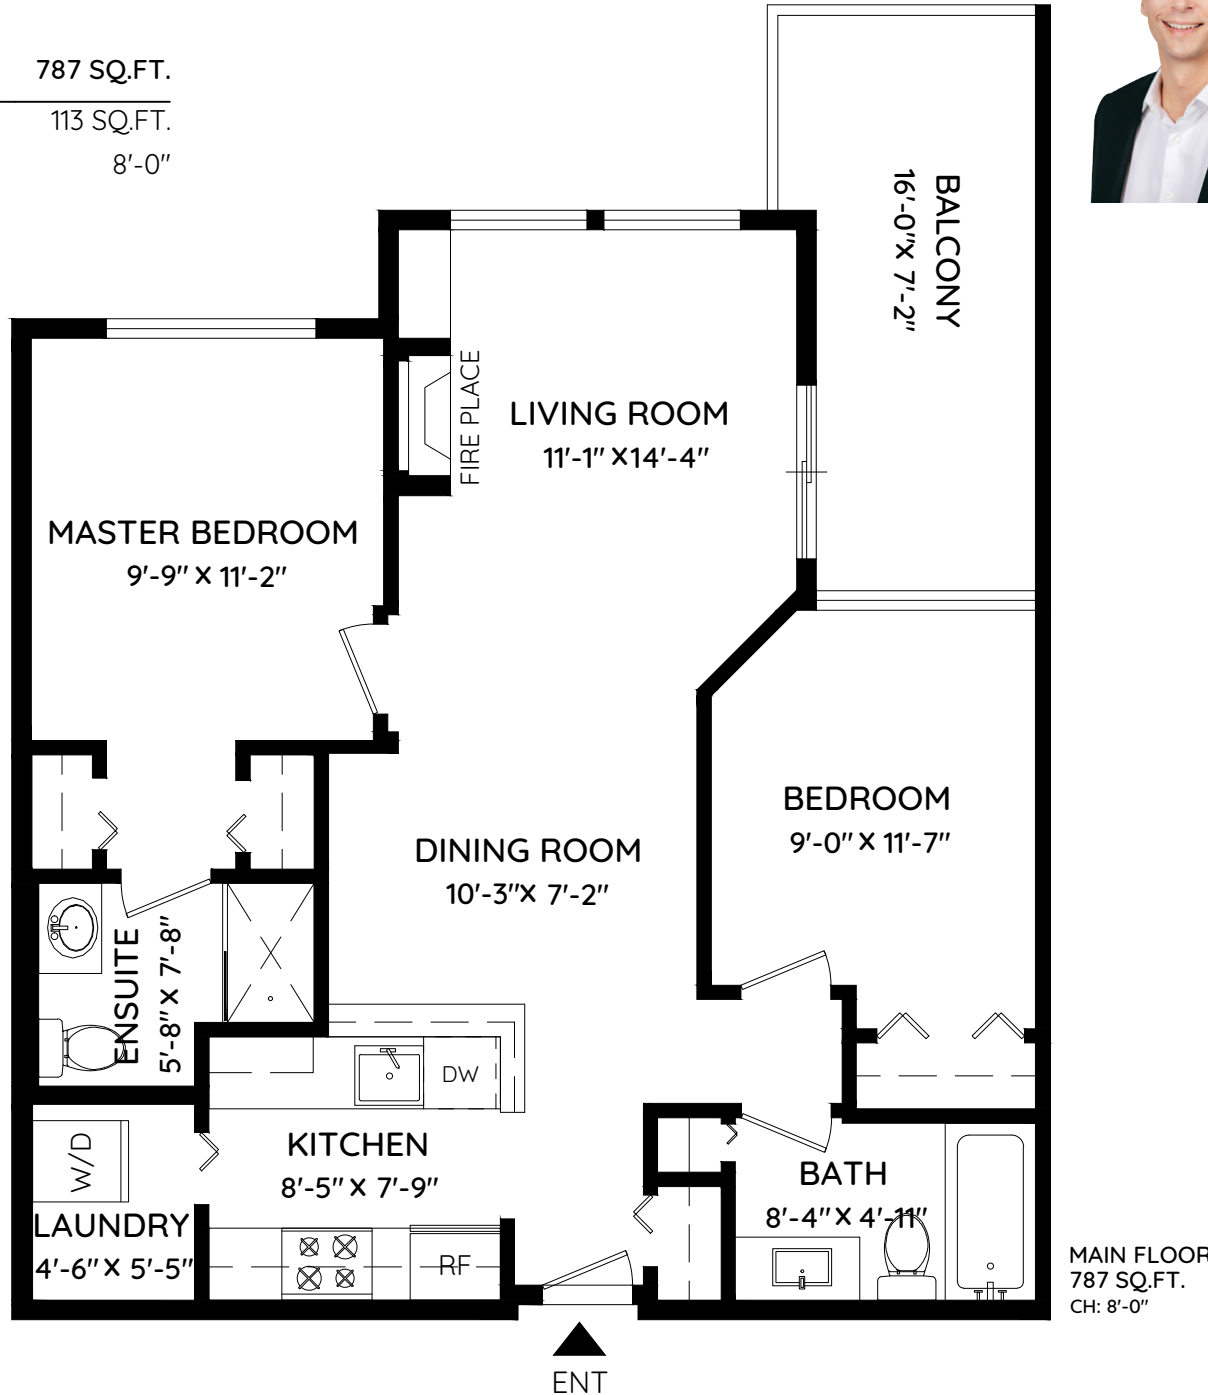 787 SQ.FT.
113 SQ.FT.
8'-0"
BALCONY
16'-0"X 7'-2"
FIRE PLACE
LIVING ROOM
11'-1" X14'-4"
MASTER BEDROOM
9'-9" X 11'-2"
BEDROOM
9'-0" X 11'-7"
DINING ROOM
10'-3"X 7'-2"
ENSUITE
5'-8" X 7'-8"
DW
KITCHEN
8'-5" X 7'-9"
W/D
LAUNDRY
4'-6" X 5'-5"
RF
BATH
8'-4" X 4'-11"
MAIN FLOOR
787 SQ.FT.
CH: 8'-0"
ENT